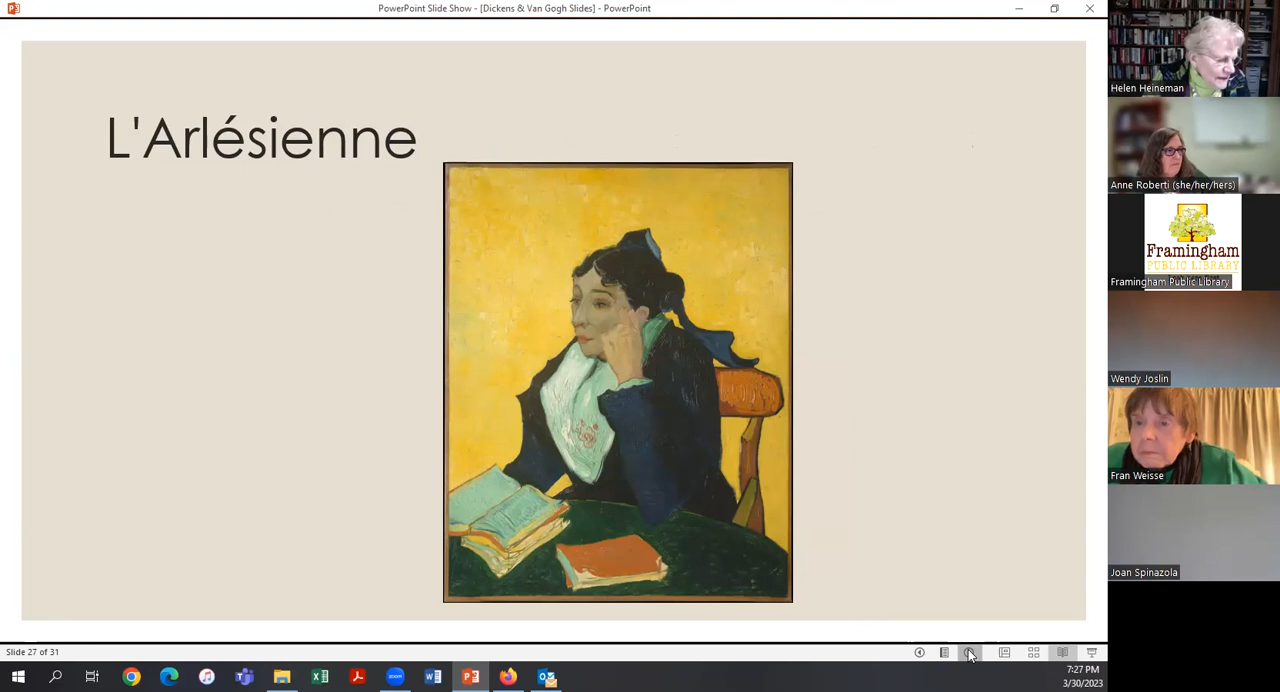 PowerPoint Slide Show - [Dickens & Van Gogh Slides] - PowerPoint
L'Arlésienne
Helen Heineman
Anne Roberti (she/her/hers)
Framingham
PUBLIC LIBRARY
Framingham Public Library
Wendy Joslin
Fran Weisse
Joan Spinazola
Slide 27 of 31
zoom
7:27 PM
3/30/2023